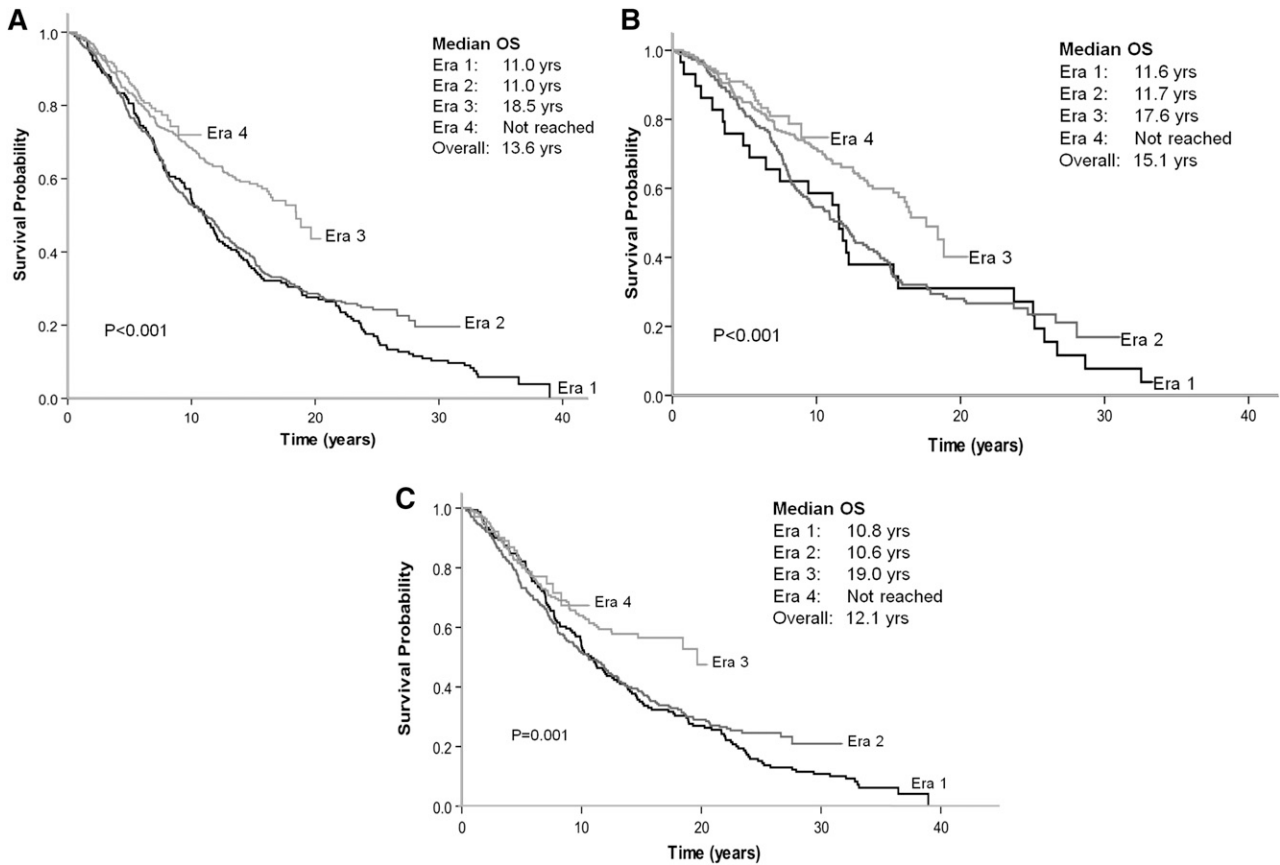 A
Median OS
Era 1: 11.0 yrs
Era 2: 11.0 yrs
Era 3: 18.5 yrs
Era 4: Not reached
Overall: 13.6 yrs
Survival Probability
1.0
0.8
0.6
0.4
0.2
0.0
Era 4
Era 3
Era 2
Era 1
P<0.001
0 10 20 30 40
Time (years)
B
Median OS
Era 1: 11.6 yrs
Era 2: 11.7 yrs
Era 3: 17.6 yrs
Era 4: Not reached
Overall: 15.1 yrs
Survival Probability
1.0
0.8
0.6
0.4
0.2
0.0
Era 4
Era 3
Era 2
Era 1
P<0.001
0 10 20 30 40
Time (years)
C
Median OS
Era 1: 10.8 yrs
Era 2: 10.6 yrs
Era 3: 19.0 yrs
Era 4: Not reached
Overall: 12.1 yrs
Survival Probability
1.0
0.8
0.6
0.4
0.2
0.0
Era 4
Era 3
Era 2
Era 1
P=0.001
0 10 20 30 40
Time (years)